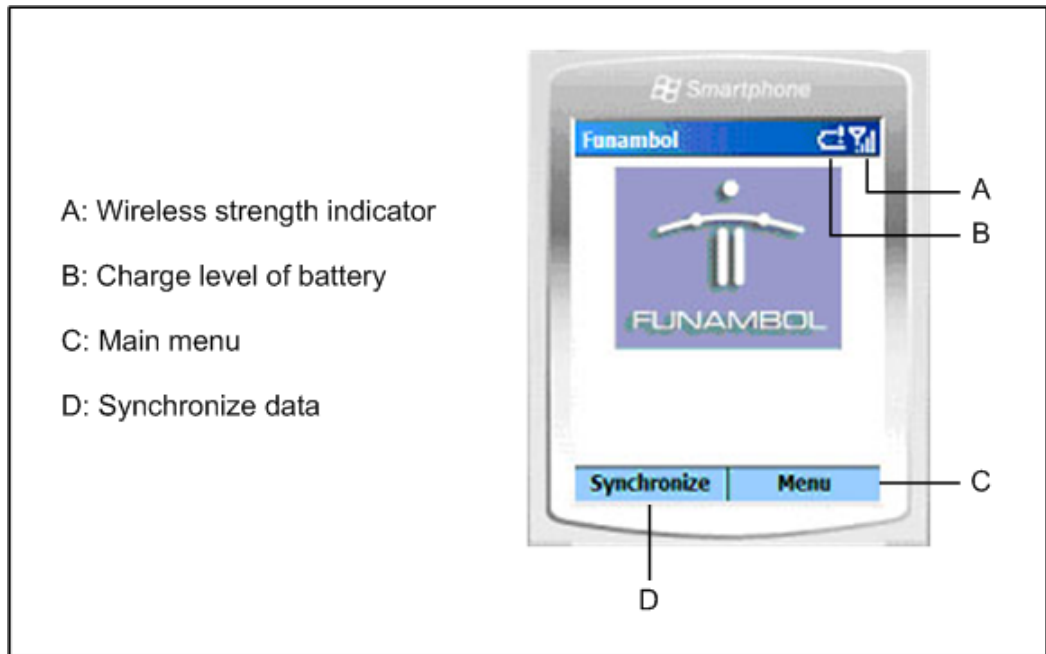 Smartphone
Funambol
A: Wireless strength indicator
A
B
B: Charge level of battery
FUNAMBOL
C: Main menu
D: Synchronize data
Synchronize Menu
C
D